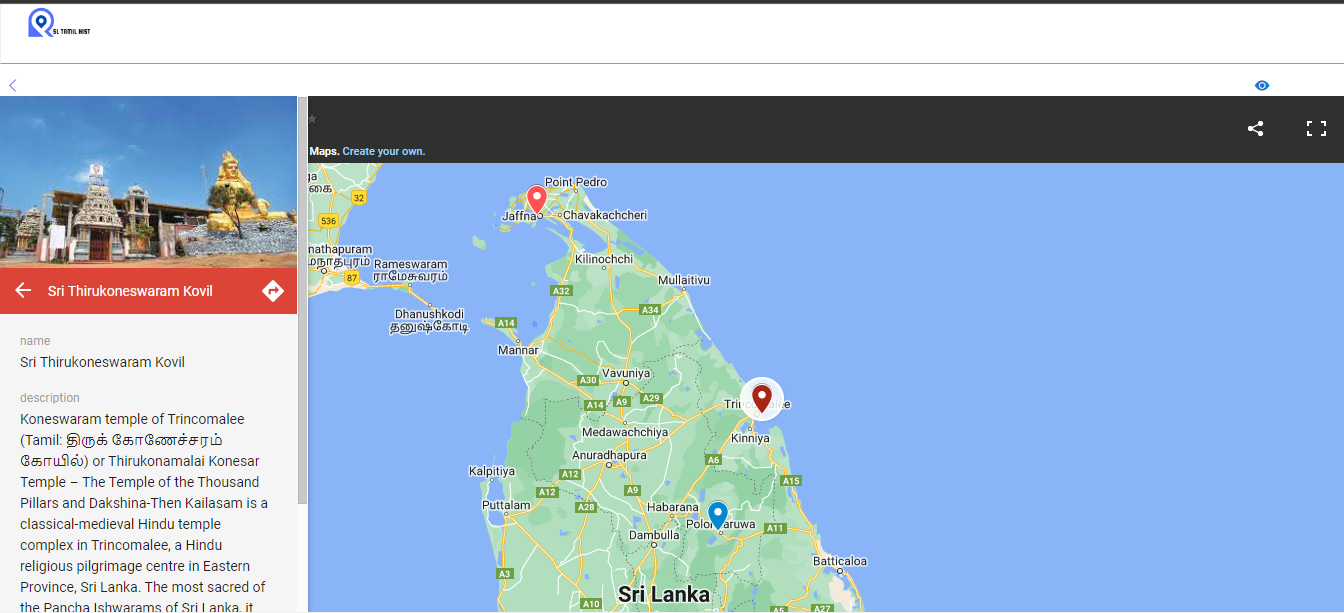 SL TAMIL HIST
Maps. Create your own.
Sri Thirukoneswaram Kovil
name
Sri Thirukoneswaram Kovil
description
Koneswaram temple of Trincomalee
(Tamil: திருக் கோணேச்சரம்
கோயில்) or Thirukonamalai Konesar
Temple – The Temple of the Thousand
Pillars and Dakshina-Then Kailasam is a
classical-medieval Hindu temple
complex in Trincomalee, a Hindu
religious pilgrimage centre in Eastern
Province, Sri Lanka. The most sacred of
the Pancha Ishwarams of Sri Lanka, it
ga
கை
32
536
Point Pedro
Jaffna
Chavakachcheri
nathapuram
மநாதபுரம்
87
Rameswaram
ராமேசுவரம்
Kilinochchi
Mullaitivu
A32
A34
Dhanushkodi
தனுஷ்கோடி
A14
Mannar
Vavuniya
A30
A29
A14
A9
Medawachchiya
Kinniya
Anuradhapura
A6
Kalpitiya
A12
A15
A12
A9
Puttalam
A28
Habarana
A11
Dambulla
Batticaloa
A3
Sri Lanka
A10
A5
A27